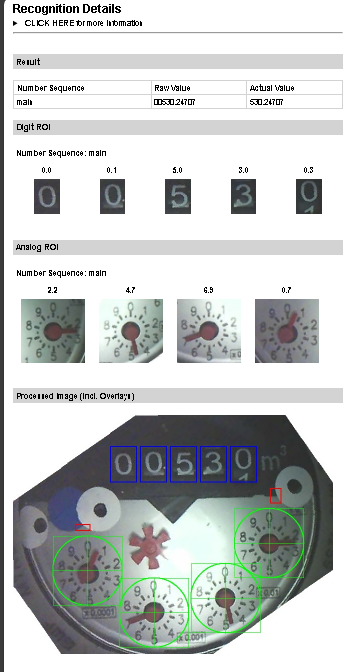 Recognition Details
► CLICK HERE for more information
Result
Number Sequence Raw Value Actual Value
main 00530.24707 530.24707
Digit ROI
Number Sequence: main
0.0 0.1 5.0 3.0 0.3
0 0 5 3 0
Analog ROI
Number Sequence: main
2.2 4.7 6.9 0.7
Processed Image (incl. Overlays)
0 0 5 3 0 m³
x0.0001
x0.001